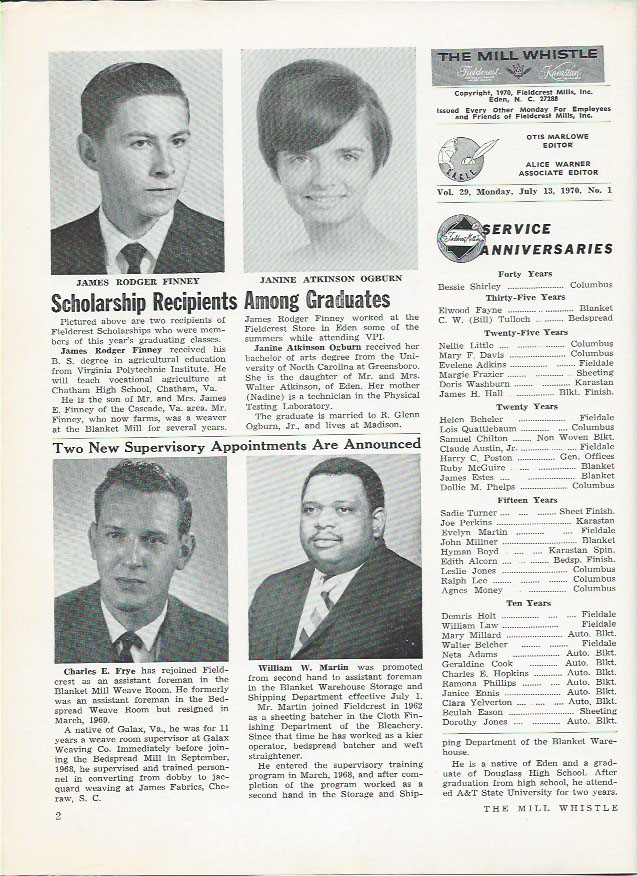 JAMES RODGER FINNEY
JANINE ATKINSON OGBURN
Scholarship Recipients Among Graduates
Pictured above are two recipients of
Fieldcrest Scholarships who were mem-
bers of this year's graduating classes.
James Rodger Finney received his
B. S. degree in agricultural education
from Virginia Polytechnic Institute. He
will teach vocational agriculture at
Chatham High School, Chatham, Va.
He is the son of Mr. and Mrs. James
E. Finney of the Cascade, Va. area. Mr.
Finney, who now farms, was a weaver
at the Blanket Mill for several years.
James Rodger Finney worked at the
Fieldcrest Store in Eden some of the
summers while attending VPI.
Janine Atkinson Ogburn received her
bachelor of arts degree from the Uni-
versity of North Carolina at Greensboro.
She is the daughter of Mr. and Mrs.
Walter Atkinson, of Eden. Her mother
(Nadine) is a technician in the Physical
Testing Laboratory.
The graduate is married to R. Glenn
Ogburn, Jr., and lives at Madison.
Two New Supervisory Appointments Are Announced
Charles E. Frye has rejoined Field-
crest as an assistant foreman in the
Blanket Mill Weave Room. He formerly
was an assistant foreman in the Bed-
spread Weave Room but resigned in
March, 1969.
A native of Galax, Va., he was for 11
years a weave room supervisor at Galax
Weaving Co. Immediately before join-
ing the Bedspread Mill in September,
1968, he supervised and trained person-
nel in converting from dobby to jac-
quard weaving at James Fabrics, Che-
raw, S. C.
2
William W. Martin was promoted
from second hand to assistant foreman
in the Blanket Warehouse Storage and
Shipping Department effective July 1.
Mr. Martin joined Fieldcrest in 1962
as a sheeting batcher in the Cloth Fin-
ishing Department of the Bleachery.
Since that time he has worked as a kier
operator, bedspread batcher and weft
straightener.
He entered the supervisory training
program in March, 1968, and after com-
pletion of the program worked as a
second hand in the Storage and Ship-
THE MILL WHISTLE
Fieldcrest Karastan
Copyright, 1970, Fieldcrest Mills, Inc.
Eden, N. C. 27288
Issued Every Other Monday For Employees
and Friends of Fieldcrest Mills, Inc.
OTIS MARLOWE
EDITOR
ALICE WARNER
ASSOCIATE EDITOR
Vol. 29, Monday, July 13, 1970, No. 1
SERVICE
ANNIVERSARIES
Forty Years
Bessie Shirley ........ Columbus
Thirty-Five Years
Elwood Fayne ........ Blanket
C. W. (Bill) Tulloch ........ Bedspread
Twenty-Five Years
Nellie Little ........ Columbus
Mary F. Davis ........ Columbus
Evelene Adkins ........ Fieldale
Margie Frazier ........ Sheeting
Doris Washburn ........ Karastan
James H. Hall ........ Blkt. Finish.
Twenty Years
Helen Beheler ........ Fieldale
Lois Quattlebaum ........ Columbus
Samuel Chilton ........ Non Woven Blkt.
Claude Austin, Jr. ........ Fieldale
Harry C. Poston ........ Gen. Offices
Ruby McGuire ........ Blanket
James Estes ........ Blanket
Dollie M. Phelps ........ Columbus
Fifteen Years
Sadie Turner ........ Sheet Finish.
Joe Perkins ........ Karastan
Evelyn Martin ........ Fieldale
John Millner ........ Blanket
Hyman Boyd ........ Karastan Spin.
Edith Alcorn ........ Bedsp. Finish.
Leslie Jones ........ Columbus
Ralph Lee ........ Columbus
Agnes Money ........ Columbus
Ten Years
Demris Holt ........ Fieldale
William Law ........ Fieldale
Mary Millard ........ Auto. Blkt.
Walter Belcher ........ Fieldale
Neta Adams ........ Auto. Blkt.
Geraldine Cook ........ Auto. Blkt.
Charles E. Hopkins ........ Auto. Blkt.
Ramona Phillips ........ Auto. Blkt.
Janice Ennis ........ Auto. Blkt.
Clara Yelverton ........ Auto. Blkt.
Beulah Eason ........ Sheeting
Dorothy Jones ........ Auto. Blkt.
ping Department of the Blanket Ware-
house.
He is a native of Eden and a grad-
uate of Douglass High School. After
graduation from high school, he attend-
ed A&T State University for two years.
THE MILL WHISTLE